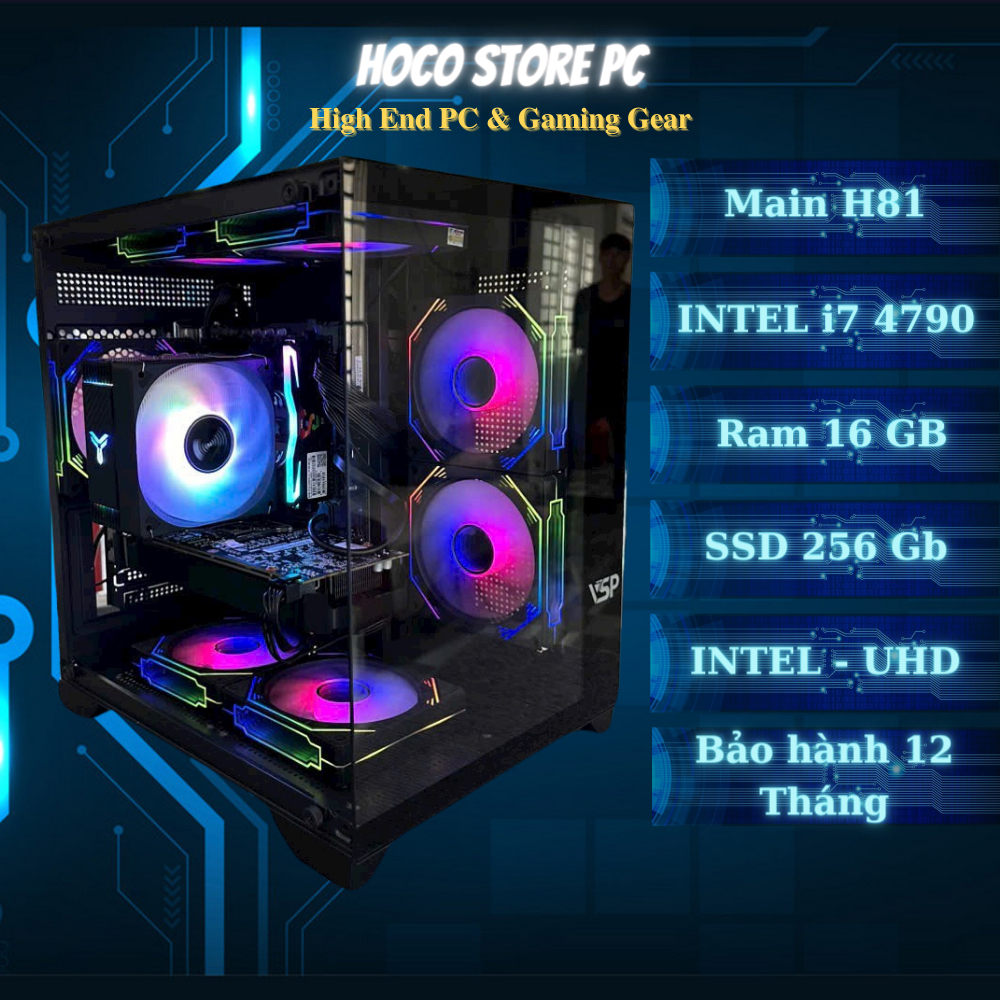 HOCO STORE PC
High End PC & Gaming Gear
Main H81
INTEL i7 4790
Ram 16 GB
SSD 256 Gb
VSP
INTEL - UHD
Bảo hành 12
Tháng